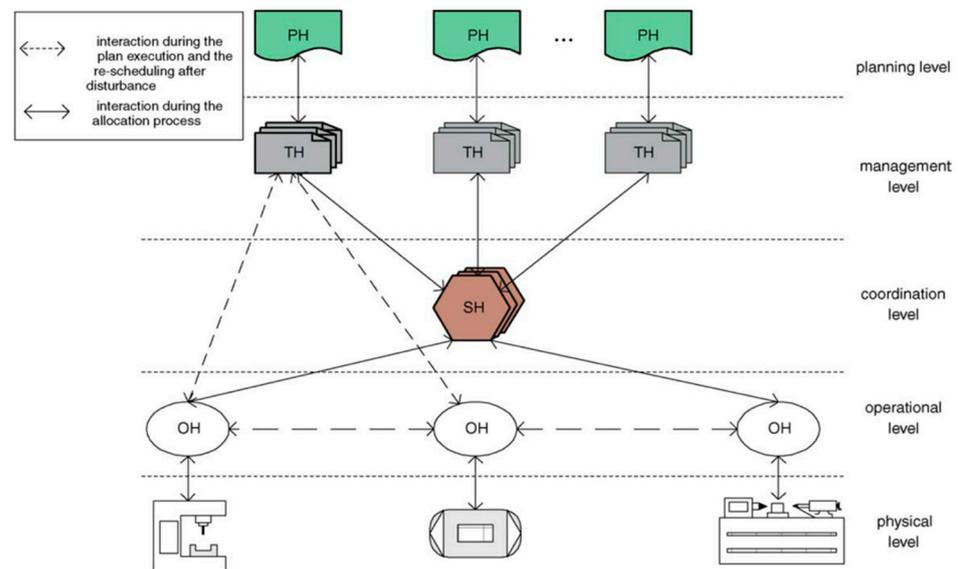 interaction during the
plan execution and the
re-scheduling after
disturbance
interaction during the
allocation process
PH
PH
...
PH
planning level
TH
TH
TH
management
level
SH
coordination
level
OH
OH
OH
operational
level
physical
level